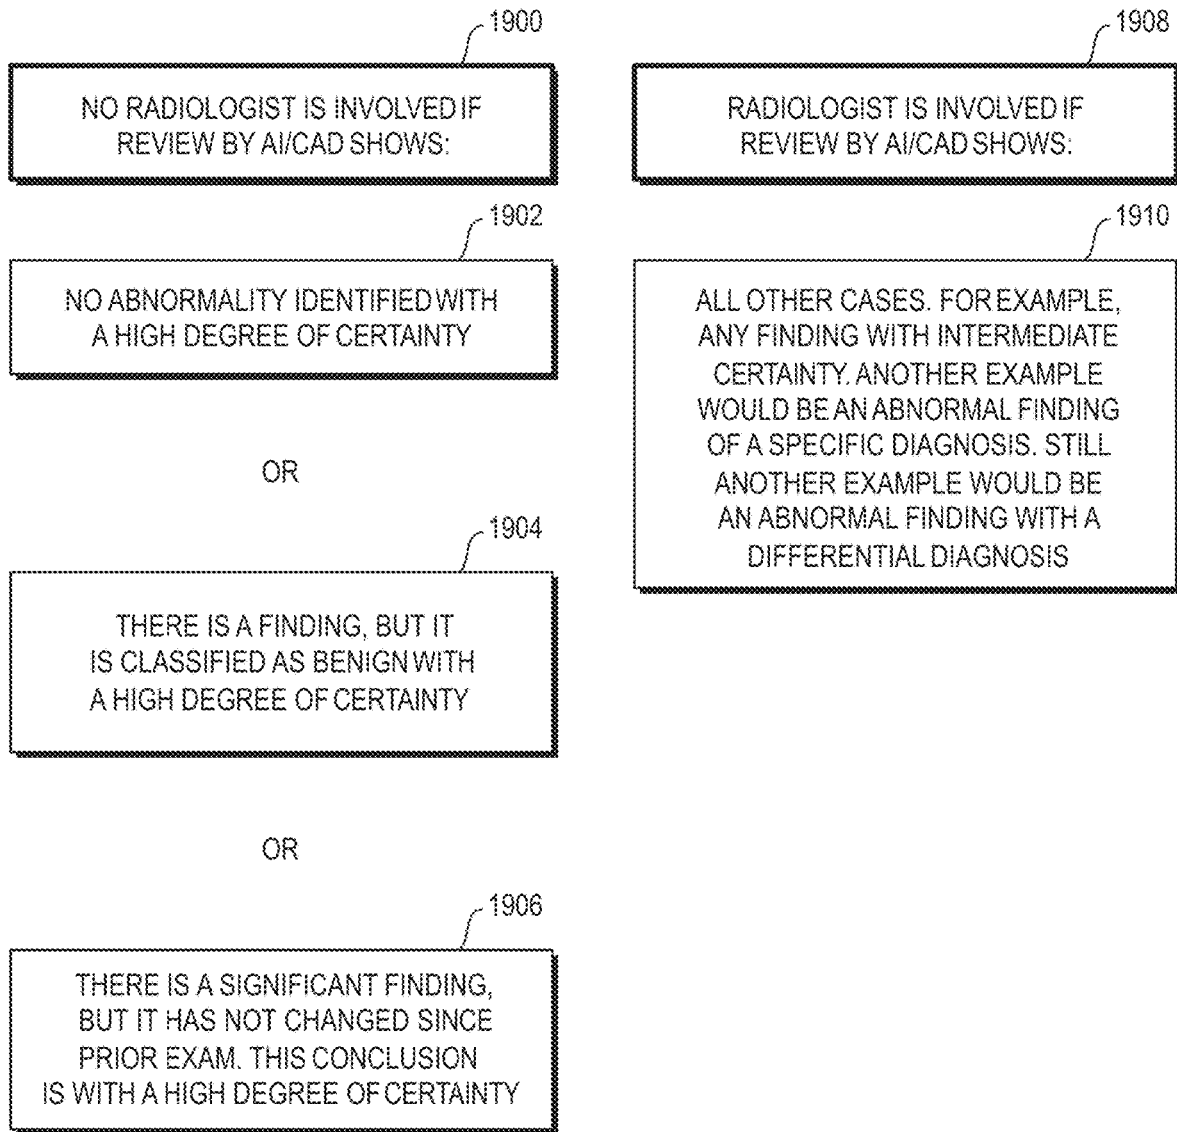 1900
NO RADIOLOGIST IS INVOLVED IF
REVIEW BY AI/CAD SHOWS:
1902
NO ABNORMALITY IDENTIFIED WITH
A HIGH DEGREE OF CERTAINTY
OR
1904
THERE IS A FINDING, BUT IT
IS CLASSIFIED AS BENIGN WITH
A HIGH DEGREE OF CERTAINTY
OR
1906
THERE IS A SIGNIFICANT FINDING,
BUT IT HAS NOT CHANGED SINCE
PRIOR EXAM. THIS CONCLUSION
IS WITH A HIGH DEGREE OF CERTAINTY
1908
RADIOLOGIST IS INVOLVED IF
REVIEW BY AI/CAD SHOWS:
1910
ALL OTHER CASES. FOR EXAMPLE,
ANY FINDING WITH INTERMEDIATE
CERTAINTY. ANOTHER EXAMPLE
WOULD BE AN ABNORMAL FINDING
OF A SPECIFIC DIAGNOSIS. STILL
ANOTHER EXAMPLE WOULD BE
AN ABNORMAL FINDING WITH A
DIFFERENTIAL DIAGNOSIS